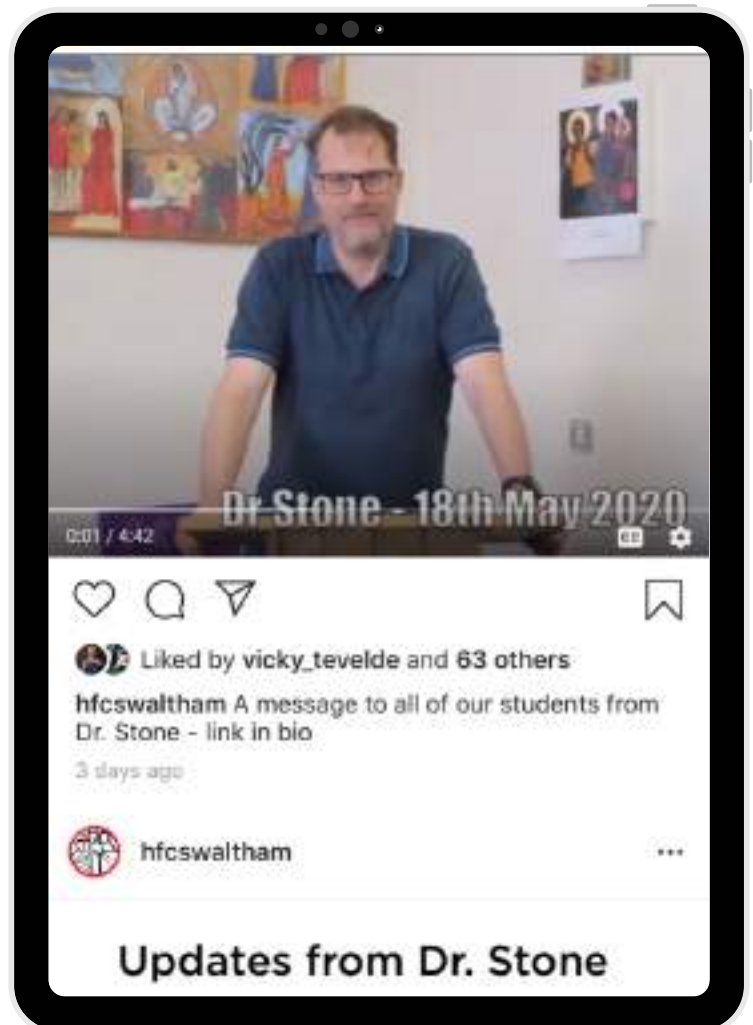 Dr Stone - 18th May 2020
0:01 / 4:42
CC
Liked by vicky_tevelde and 63 others
hfcswaltham A message to all of our students from
Dr. Stone - link in bio
3 days ago
hfcswaltham
Updates from Dr. Stone